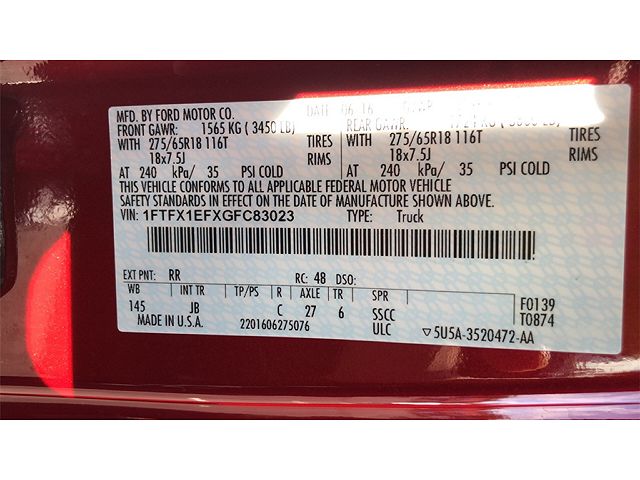 MFD. BY FORD MOTOR CO. DATE 06/16
FRONT GAWR: 1565 KG ( 3450 LB) REAR GAWR:
WITH 275/65R18 116T TIRES WITH 275/65R18 116T TIRES
18x7.5J RIMS 18x7.5J RIMS
AT 240 kPa/ 35 PSI COLD AT 240 kPa/ 35 PSI COLD
THIS VEHICLE CONFORMS TO ALL APPLICABLE FEDERAL MOTOR VEHICLE
SAFETY STANDARDS IN EFFECT ON THE DATE OF MANUFACTURE SHOWN ABOVE.
VIN: 1FTFX1EFXGFC83023 TYPE: Truck
EXT PNT: RR RC: 48 DSO:
WB INT TR TP/PS R AXLE TR SPR
145 JB C 27 6 SSCC
F0139
T0874
MADE IN U.S.A. 2201606275076 ULC ▽5U5A-3520472-AA